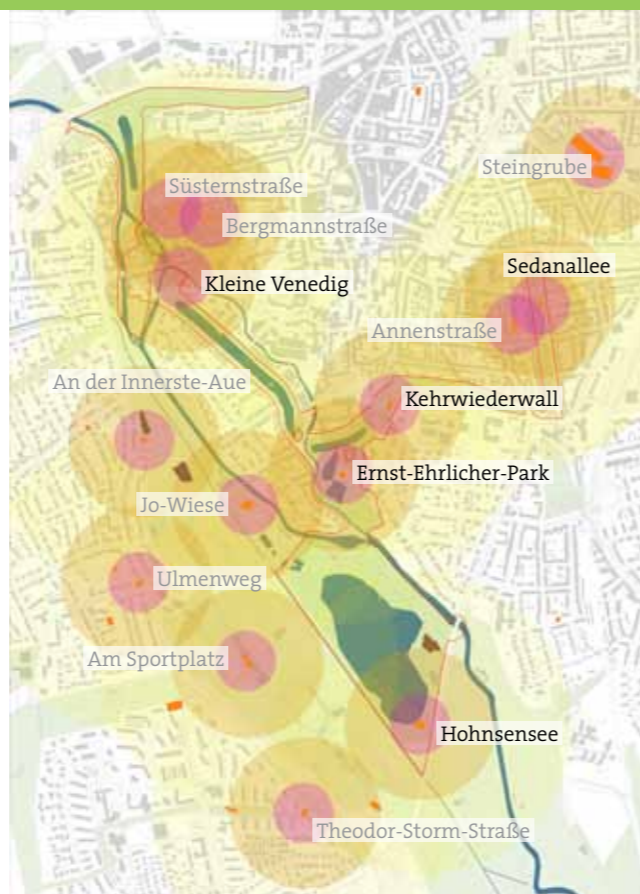 Steingrube
Süsternstraße
Bergmannstraße
Sedanallee
Kleine Venedig
Annenstraße
An der Innerste-Aue
Kehrwiederwall
Ernst-Ehrlicher-Park
Jo-Wiese
Ulmenweg
Am Sportplatz
Hohnsensee
Theodor-Storm-Straße